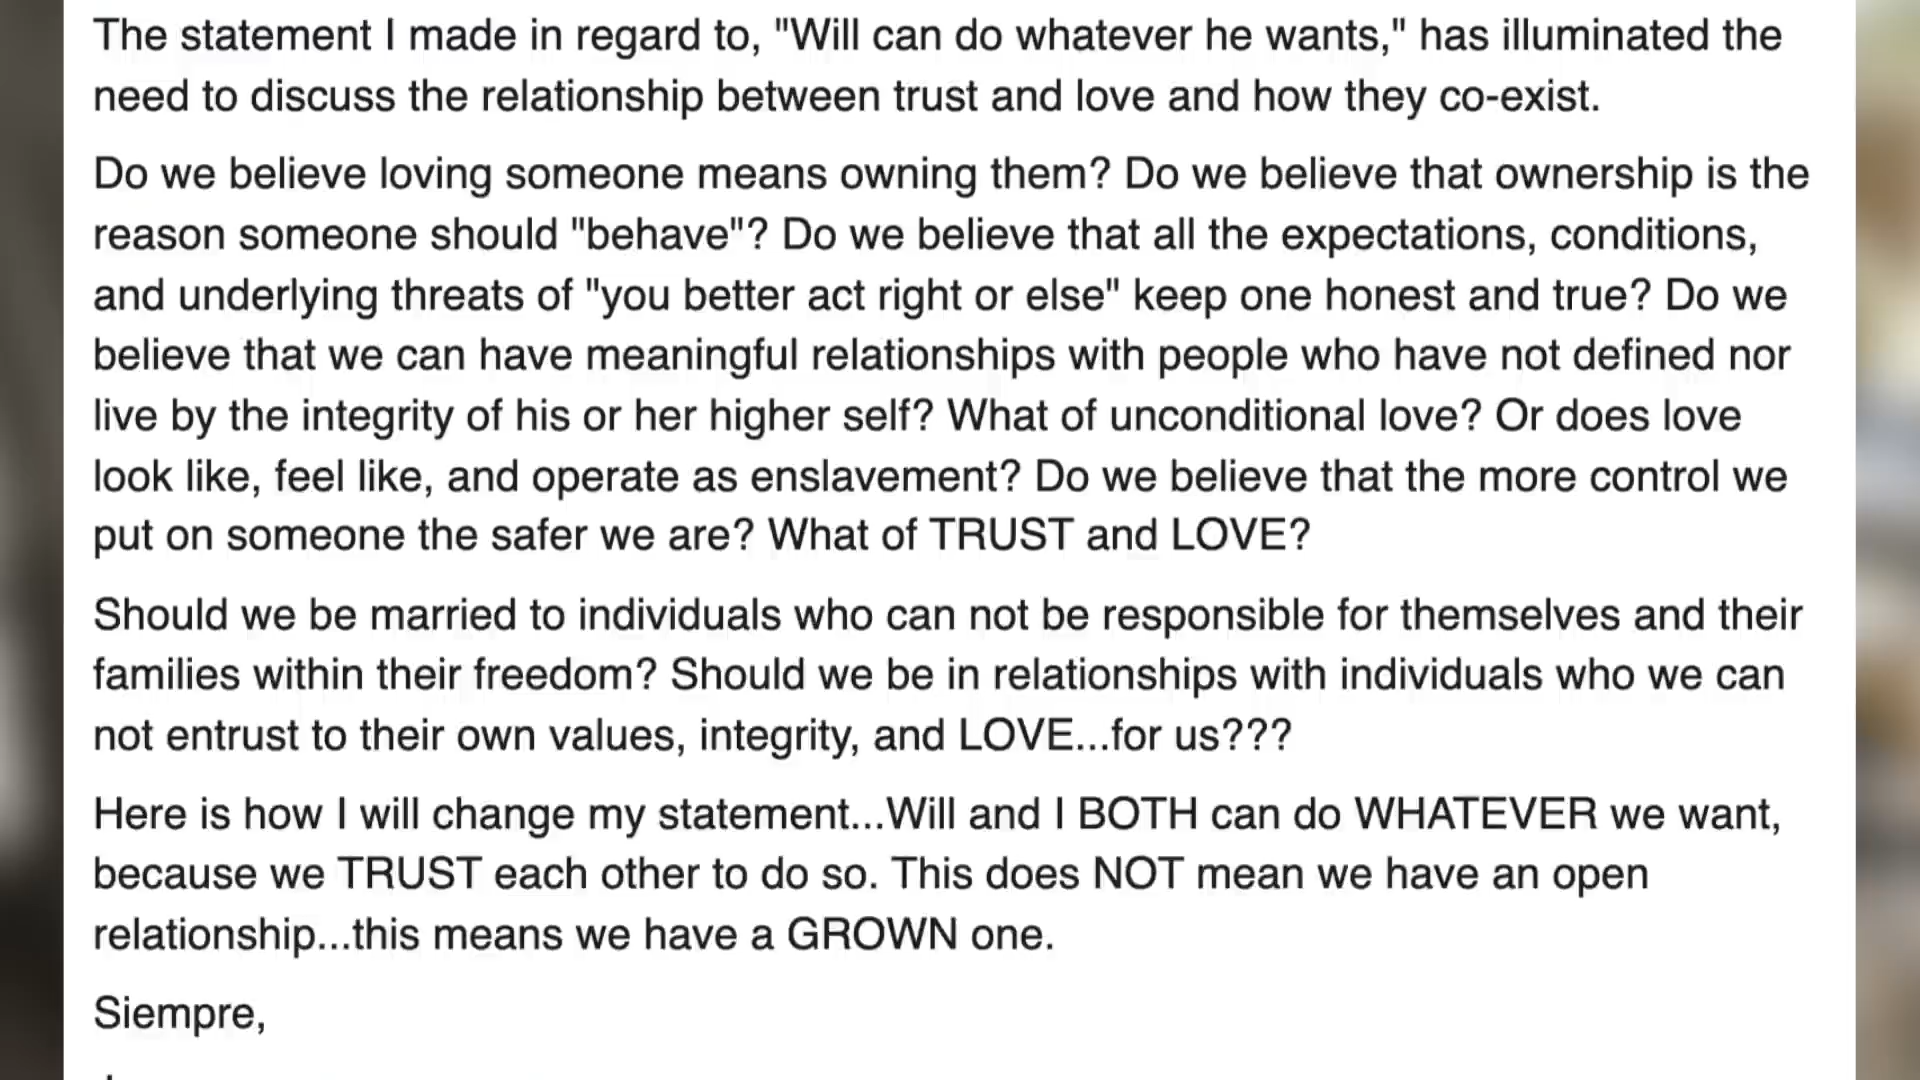 The statement I made in regard to, "Will can do whatever he wants," has illuminated the
need to discuss the relationship between trust and love and how they co-exist.
Do we believe loving someone means owning them? Do we believe that ownership is the
reason someone should "behave"? Do we believe that all the expectations, conditions,
and underlying threats of "you better act right or else" keep one honest and true? Do we
believe that we can have meaningful relationships with people who have not defined nor
live by the integrity of his or her higher self? What of unconditional love? Or does love
look like, feel like, and operate as enslavement? Do we believe that the more control we
put on someone the safer we are? What of TRUST and LOVE?
Should we be married to individuals who can not be responsible for themselves and their
families within their freedom? Should we be in relationships with individuals who we can
not entrust to their own values, integrity, and LOVE...for us???
Here is how I will change my statement...Will and I BOTH can do WHATEVER we want,
because we TRUST each other to do so. This does NOT mean we have an open
relationship...this means we have a GROWN one.
Siempre,